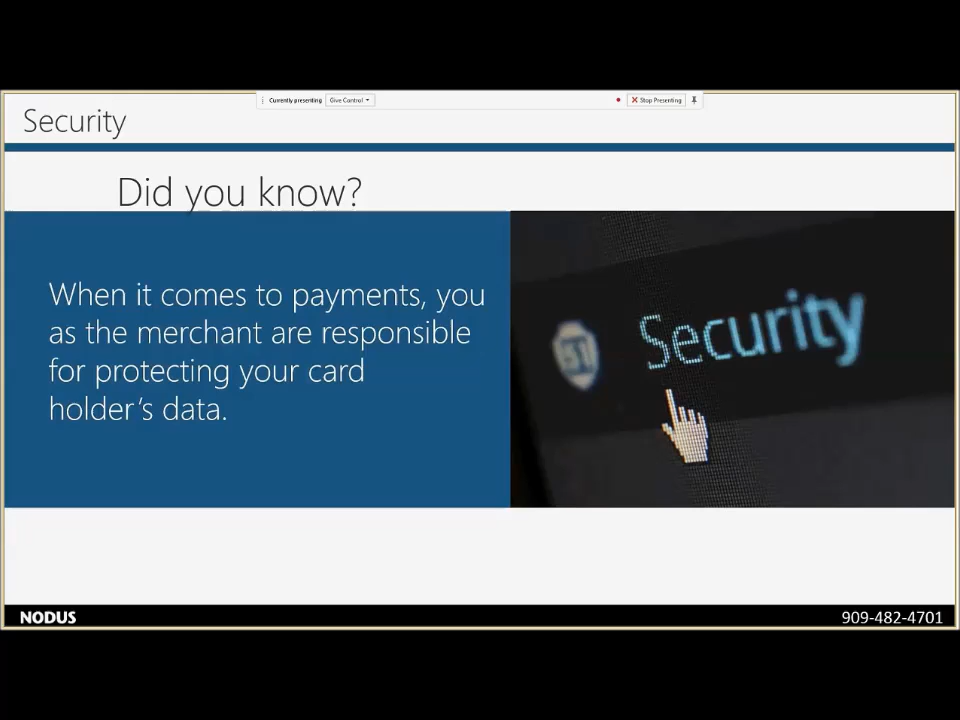 Currently presenting Give Control Stop Presenting
Security
Did you know?
When it comes to payments, you
as the merchant are responsible
for protecting your card
holder's data.
Security
NODUS 909-482-4701